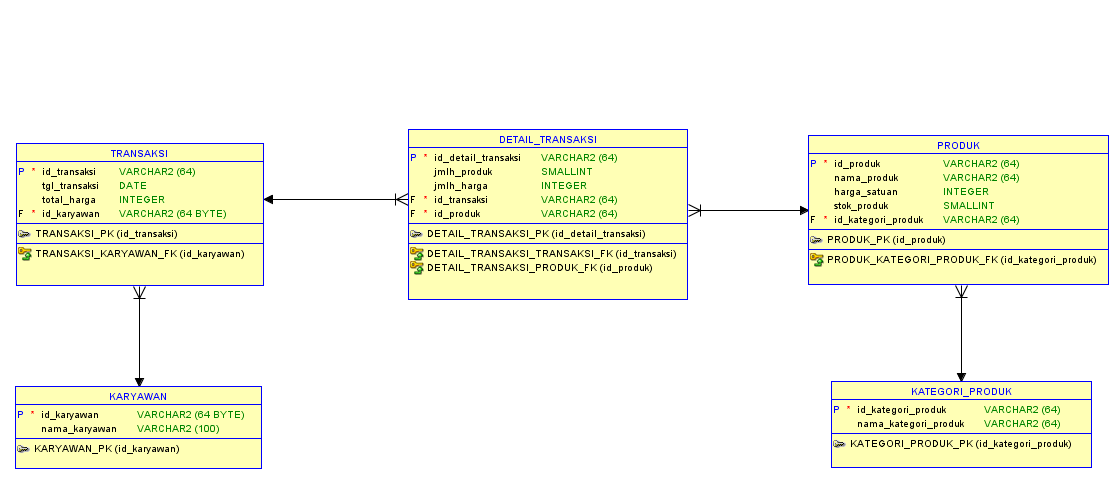 TRANSAKSI
P * id_transaksi VARCHAR2 (64)
tgl_transaksi DATE
total_harga INTEGER
F * id_karyawan VARCHAR2 (64 BYTE)
TRANSAKSI_PK (id_transaksi)
TRANSAKSI_KARYAWAN_FK (id_karyawan)
DETAIL_TRANSAKSI
P * id_detail_transaksi VARCHAR2 (64)
jmlh_produk SMALLINT
jmlh_harga INTEGER
F * id_transaksi VARCHAR2 (64)
F * id_produk VARCHAR2 (64)
DETAIL_TRANSAKSI_PK (id_detail_transaksi)
DETAIL_TRANSAKSI_TRANSAKSI_FK (id_transaksi)
DETAIL_TRANSAKSI_PRODUK_FK (id_produk)
PRODUK
P * id_produk VARCHAR2 (64)
nama_produk VARCHAR2 (64)
harga_satuan INTEGER
stok_produk SMALLINT
F * id_kategori_produk VARCHAR2 (64)
PRODUK_PK (id_produk)
PRODUK_KATEGORI_PRODUK_FK (id_kategori_produk)
KARYAWAN
P * id_karyawan VARCHAR2 (64 BYTE)
nama_karyawan VARCHAR2 (100)
KARYAWAN_PK (id_karyawan)
KATEGORI_PRODUK
P * id_kategori_produk VARCHAR2 (64)
nama_kategori_produk VARCHAR2 (64)
KATEGORI_PRODUK_PK (id_kategori_produk)